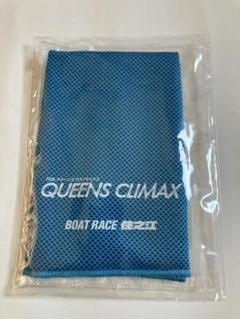 QUEENS CLIMAX
BOAT RACE 住之江